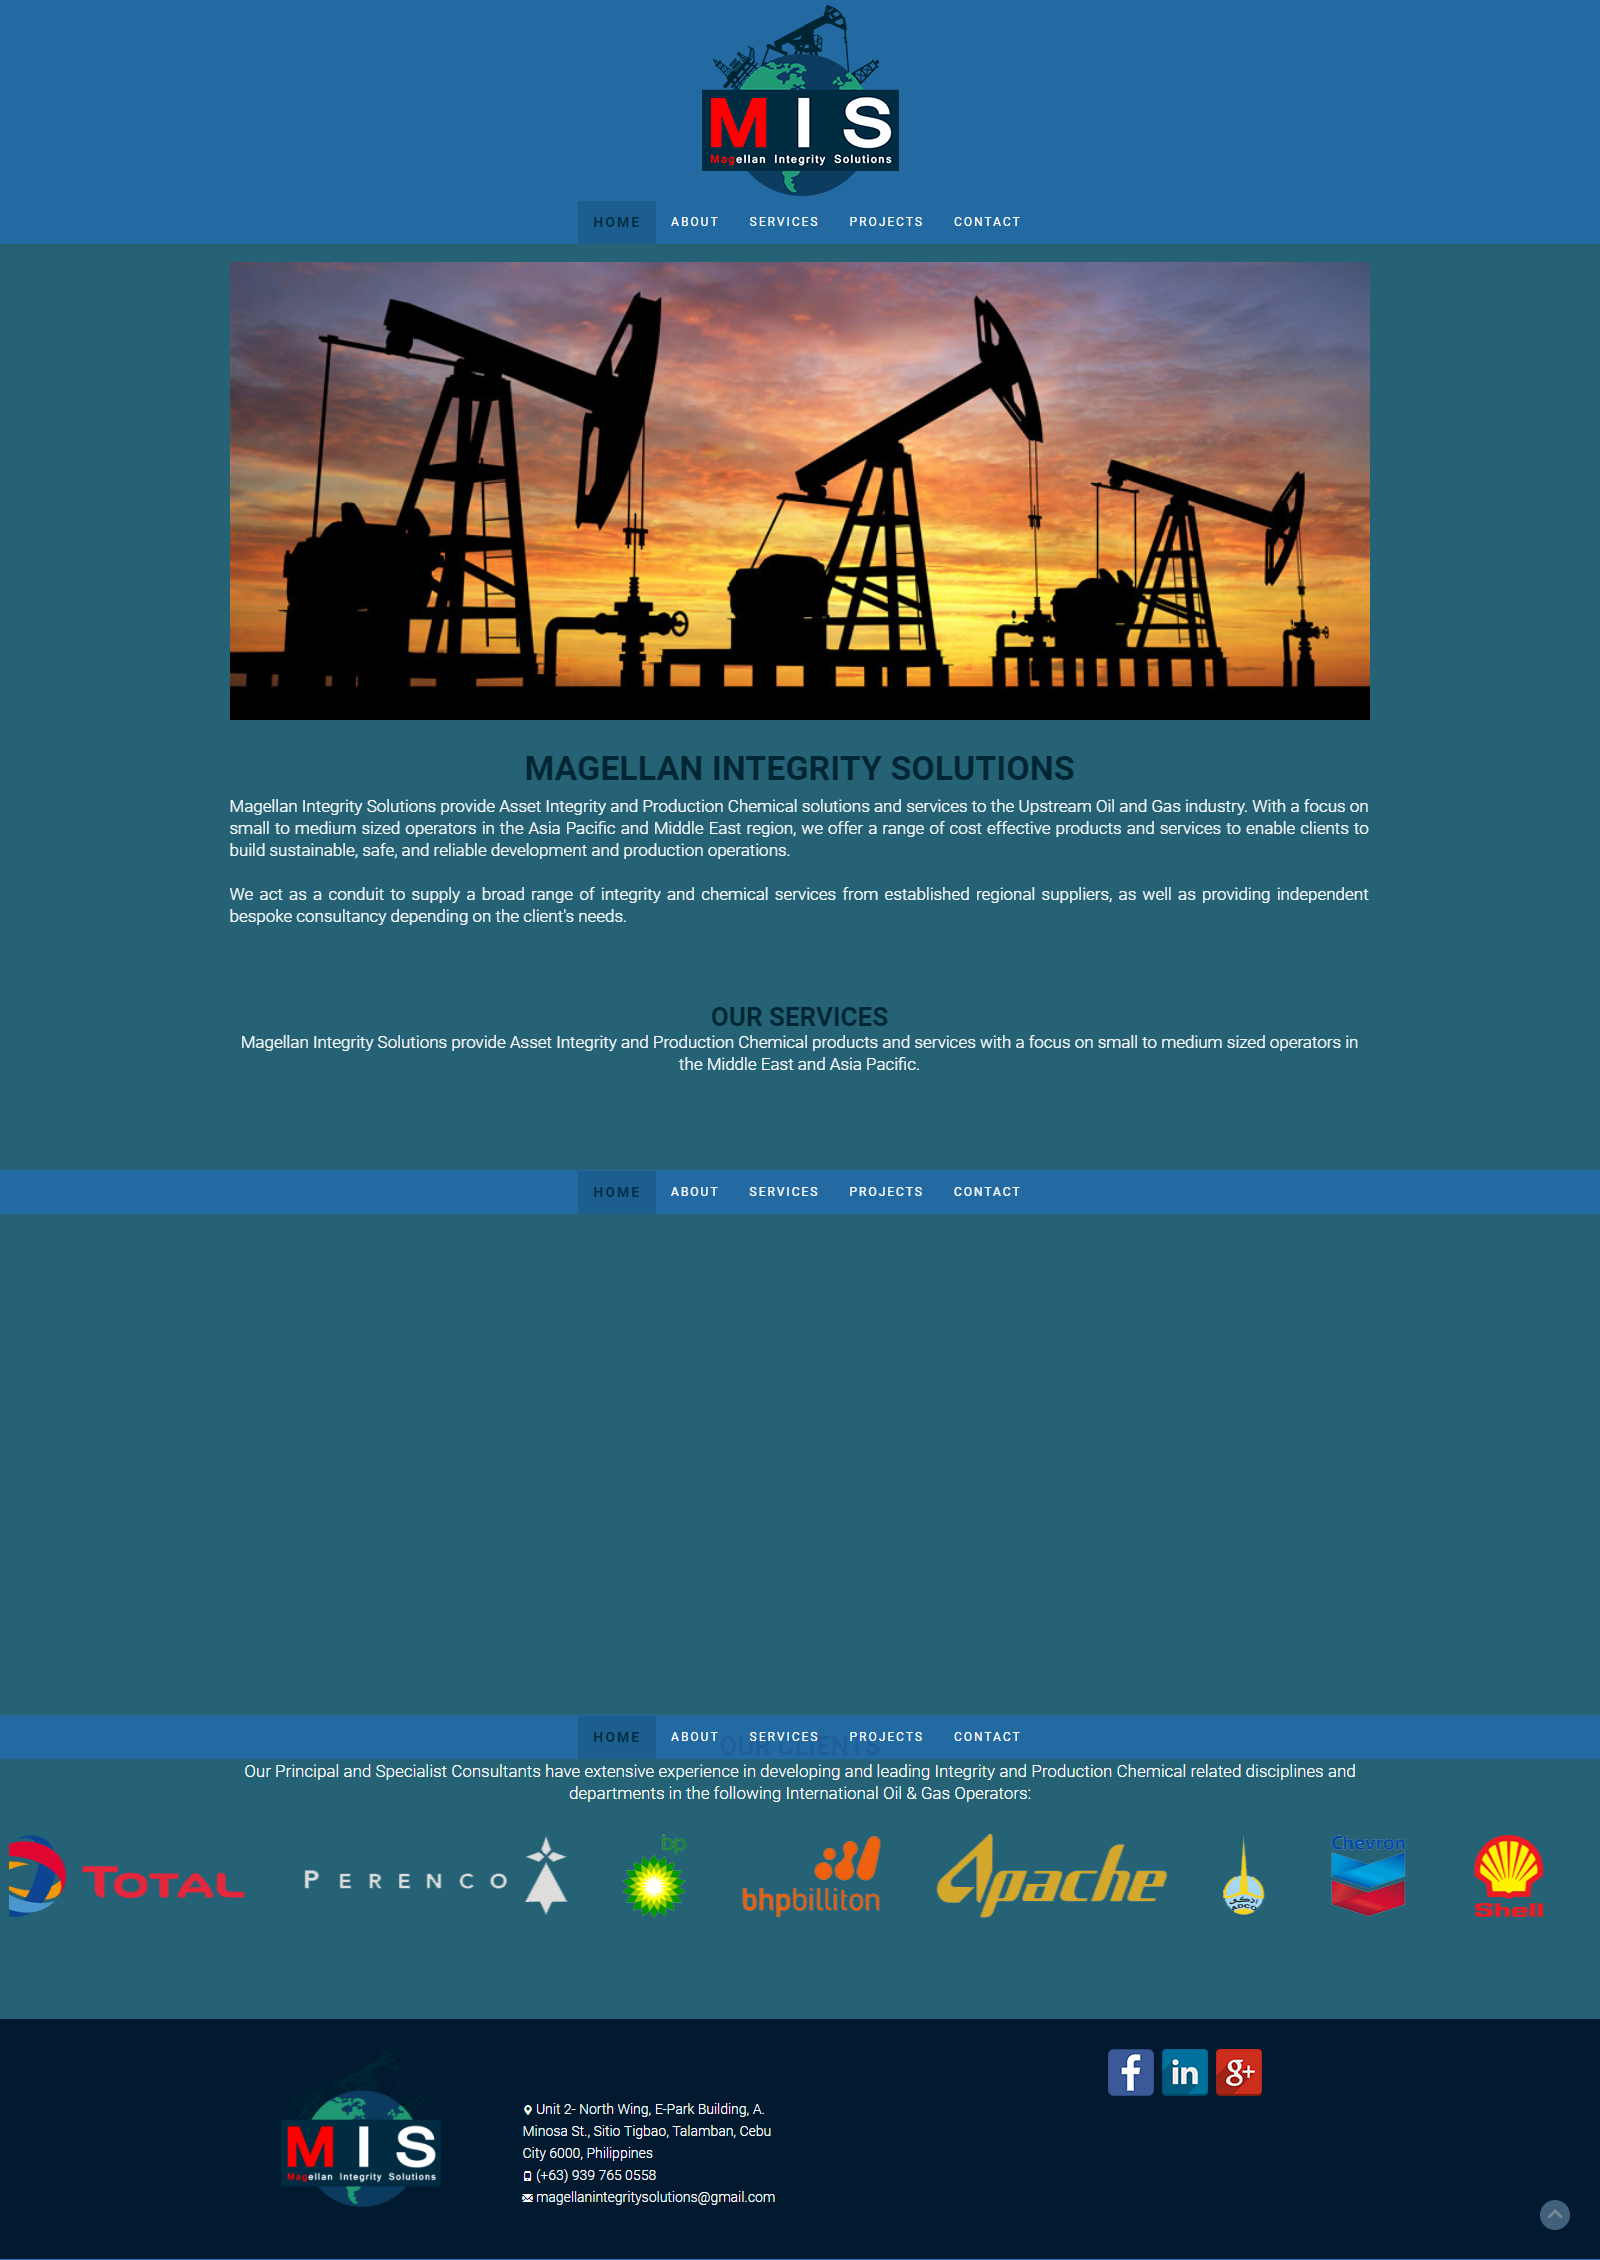 M I S
Magellan Integrity Solutions
HOME ABOUT SERVICES PROJECTS CONTACT
MAGELLAN INTEGRITY SOLUTIONS
Magellan Integrity Solutions provide Asset Integrity and Production Chemical solutions and services to the Upstream Oil and Gas industry. With a focus on
small to medium sized operators in the Asia Pacific and Middle East region, we offer a range of cost effective products and services to enable clients to
build sustainable, safe, and reliable development and production operations.
We act as a conduit to supply a broad range of integrity and chemical services from established regional suppliers, as well as providing independent
bespoke consultancy depending on the client's needs.
OUR SERVICES
Magellan Integrity Solutions provide Asset Integrity and Production Chemical products and services with a focus on small to medium sized operators in
the Middle East and Asia Pacific.
HOME ABOUT SERVICES PROJECTS CONTACT
HOME ABOUT SERVICES PROJECTS CONTACT
OUR CLIENTS
Our Principal and Specialist Consultants have extensive experience in developing and leading Integrity and Production Chemical related disciplines and
departments in the following International Oil & Gas Operators:
TOTAL PERENCO bp bhpbilliton Apache ADCO Chevron Shell
f in g+
M I S
Magellan Integrity Solutions
Unit 2- North Wing, E-Park Building, A.
Minosa St., Sitio Tigbao, Talamban, Cebu
City 6000, Philippines
(+63) 939 765 0558
magellanintegritysolutions@gmail.com